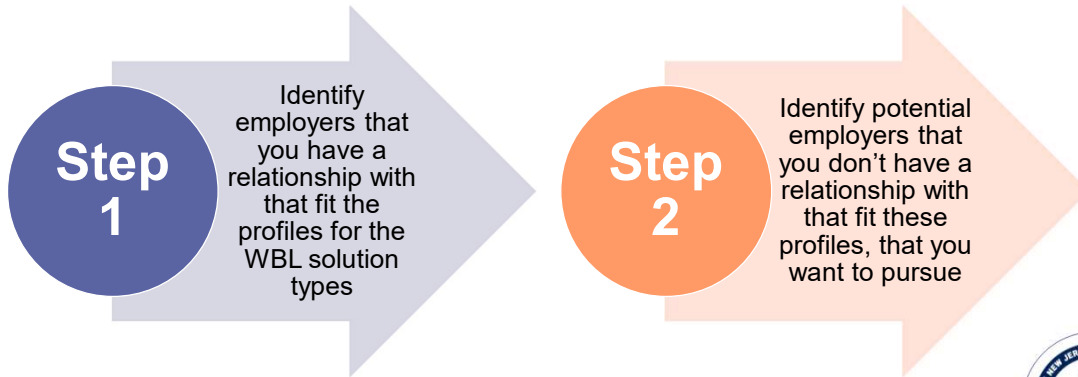 Step
1
Identify
employers that
you have a
relationship with
that fit the
profiles for the
WBL solution
types
Step
2
Identify potential
employers that
you don’t have a
relationship with
that fit these
profiles, that you
want to pursue
NEW JER